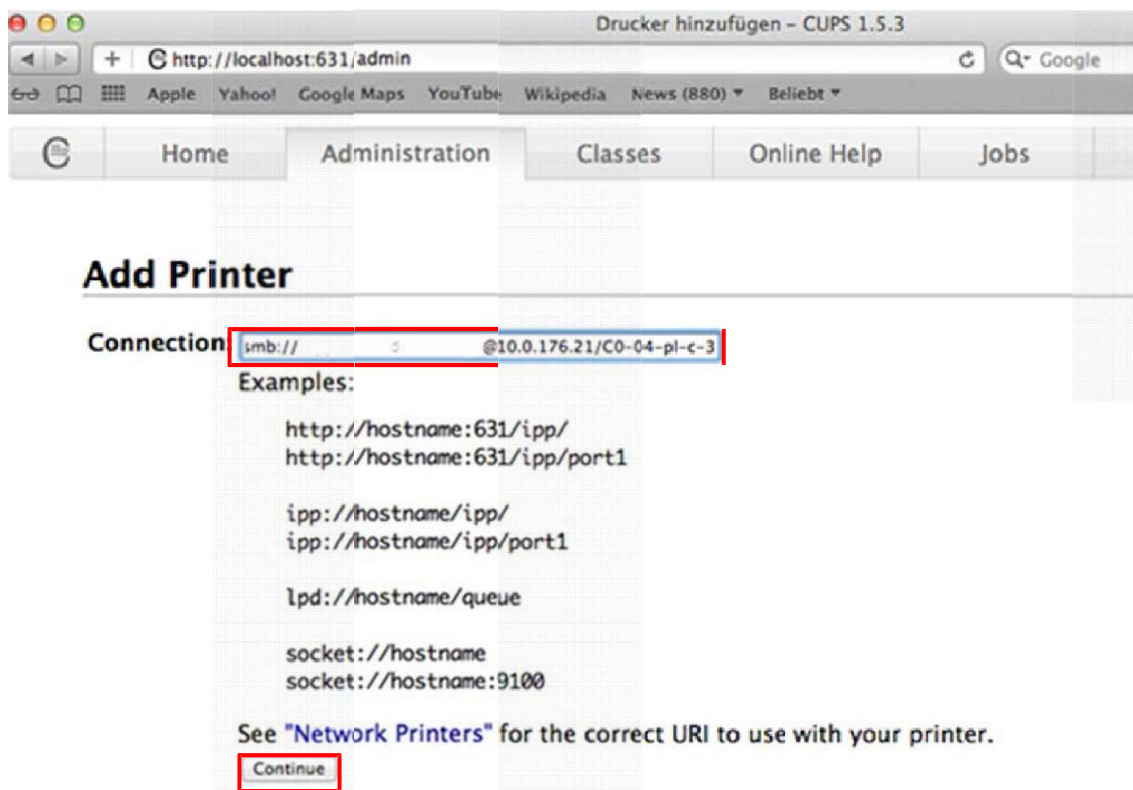 Drucker hinzufügen – CUPS 1.5.3
+ http://localhost:631/admin Google
Apple Yahoo! Google Maps YouTube Wikipedia News (880) Beliebt
Home Administration Classes Online Help Jobs
Add Printer
Connection: smb:// @10.0.176.21/C0-04-pl-c-3
Examples:
http://hostname:631/ipp/
http://hostname:631/ipp/port1
ipp://hostname/ipp/
ipp://hostname/ipp/port1
lpd://hostname/queue
socket://hostname
socket://hostname:9100
See "Network Printers" for the correct URI to use with your printer.
Continue